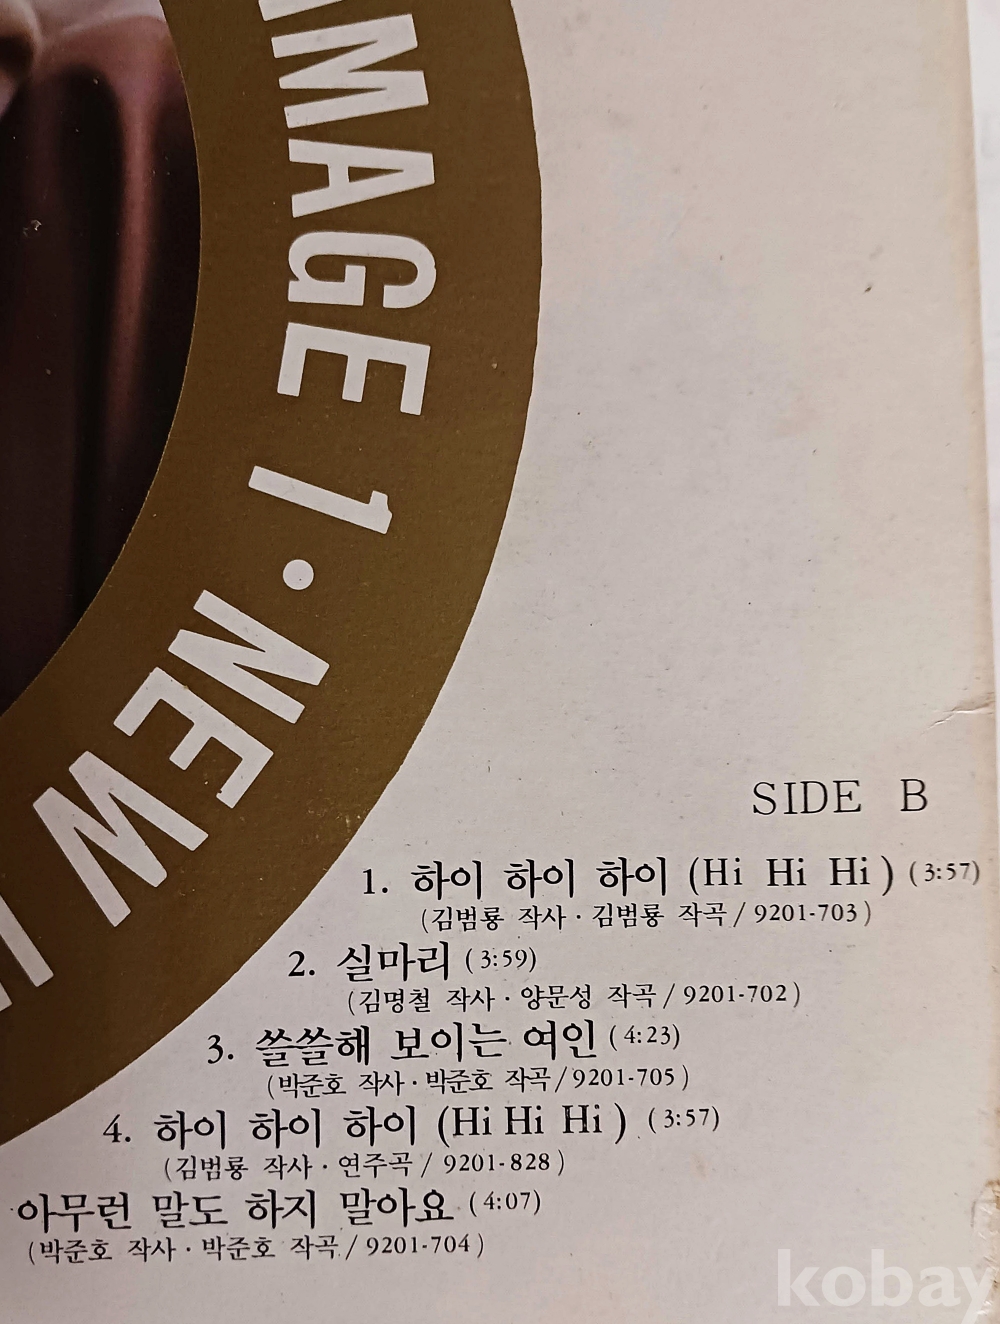 IMAGE 1 · NEW
SIDE B
1. 하이 하이 하이 (Hi Hi Hi) (3:57)
(김범룡 작사 · 김범룡 작곡 / 9201-703)
2. 실마리 (3:59)
(김명철 작사 · 양문성 작곡 / 9201-702)
3. 쓸쓸해 보이는 여인 (4:23)
(박준호 작사 · 박준호 작곡 / 9201-705)
4. 하이 하이 하이 (Hi Hi Hi) (3:57)
(김범룡 작사 · 연주곡 / 9201-828)
아무런 말도 하지 말아요 (4:07)
(박준호 작사 · 박준호 작곡 / 9201-704)
kobay